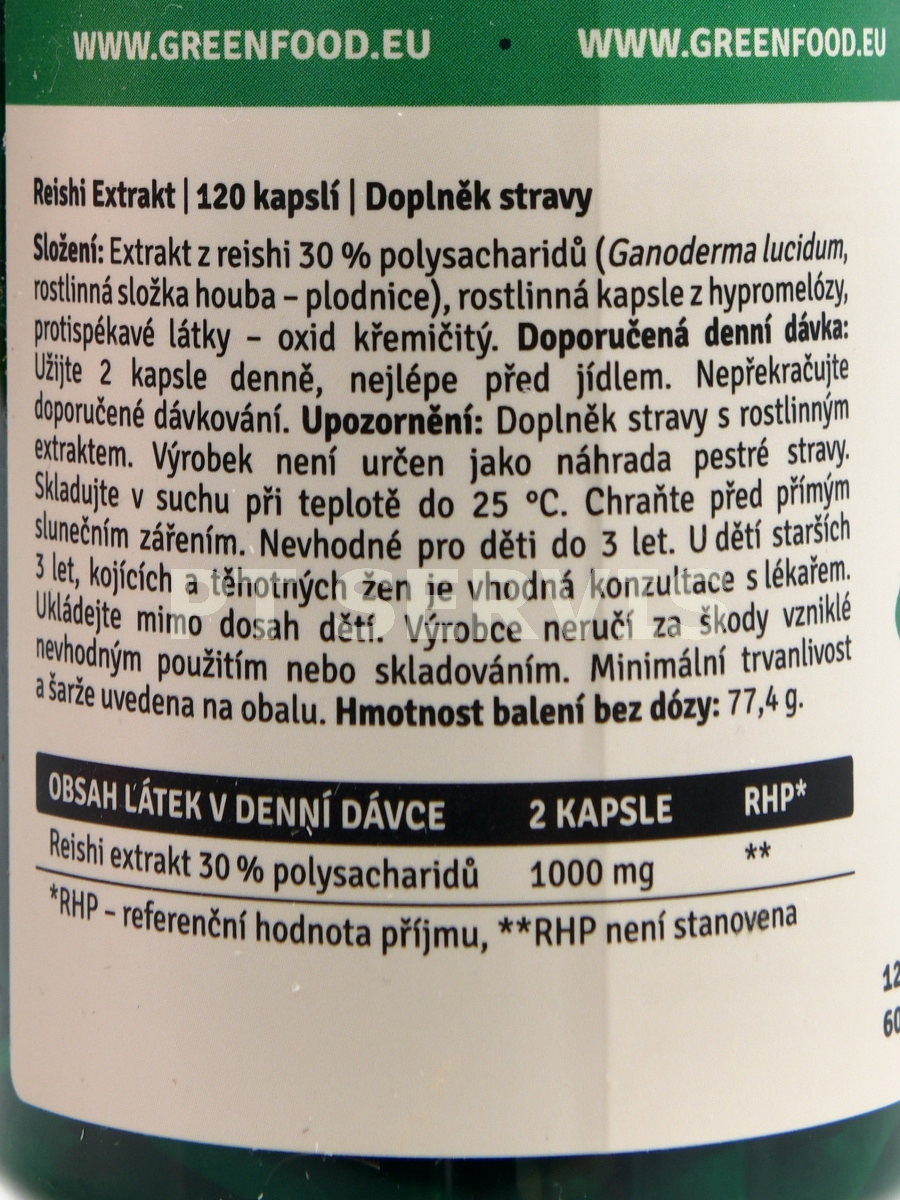 WWW.GREENFOOD.EU • WWW.GREENFOOD.EU
Reishi Extrakt | 120 kapslí | Doplněk stravy
Složení: Extrakt z reishi 30 % polysacharidů (Ganoderma lucidum,
rostlinná složka houba – plodnice), rostlinná kapsle z hypromelózy,
protispékavé látky – oxid křemičitý. Doporučená denní dávka:
Užijte 2 kapsle denně, nejlépe před jídlem. Nepřekračujte
doporučené dávkování. Upozornění: Doplněk stravy s rostlinným
extraktem. Výrobek není určen jako náhrada pestré stravy.
Skladujte v suchu při teplotě do 25 °C. Chraňte před přímým
slunečním zářením. Nevhodné pro děti do 3 let. U dětí starších
3 let, kojících a těhotných žen je vhodná konzultace s lékařem.
PT SERVIS
Ukládejte mimo dosah dětí. Výrobce neručí za škody vzniklé
nevhodným použitím nebo skladováním. Minimální trvanlivost
a šarže uvedena na obalu. Hmotnost balení bez dózy: 77,4 g.
OBSAH LÁTEK V DENNÍ DÁVCE 2 KAPSLE RHP*
Reishi extrakt 30 % polysacharidů 1000 mg **
*RHP – referenční hodnota příjmu, **RHP není stanovena
12
60